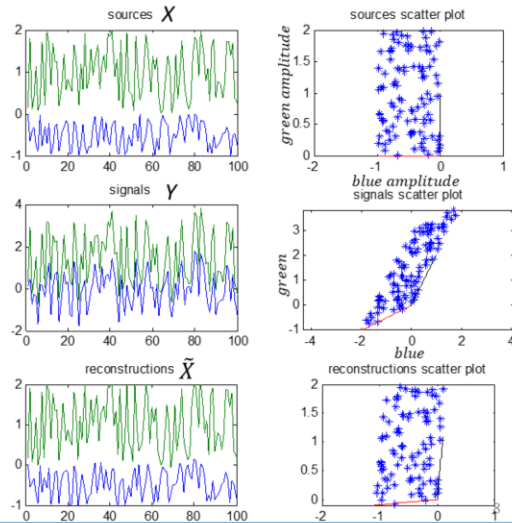 sources X
2
1
0
-1
0 20 40 60 80 100
sources scatter plot
green amplitude
2
1.5
1
0.5
0
-2 -1 0 1
blue amplitude
signals Y
4
2
0
-2
0 20 40 60 80 100
signals scatter plot
green
3
2
1
0
-1
-4 -2 0 2 4
blue
reconstructions X̃
2
1
0
-1
0 20 40 60 80 100
reconstructions scatter plot
2
1.5
1
0.5
0
-2 -1 0 1